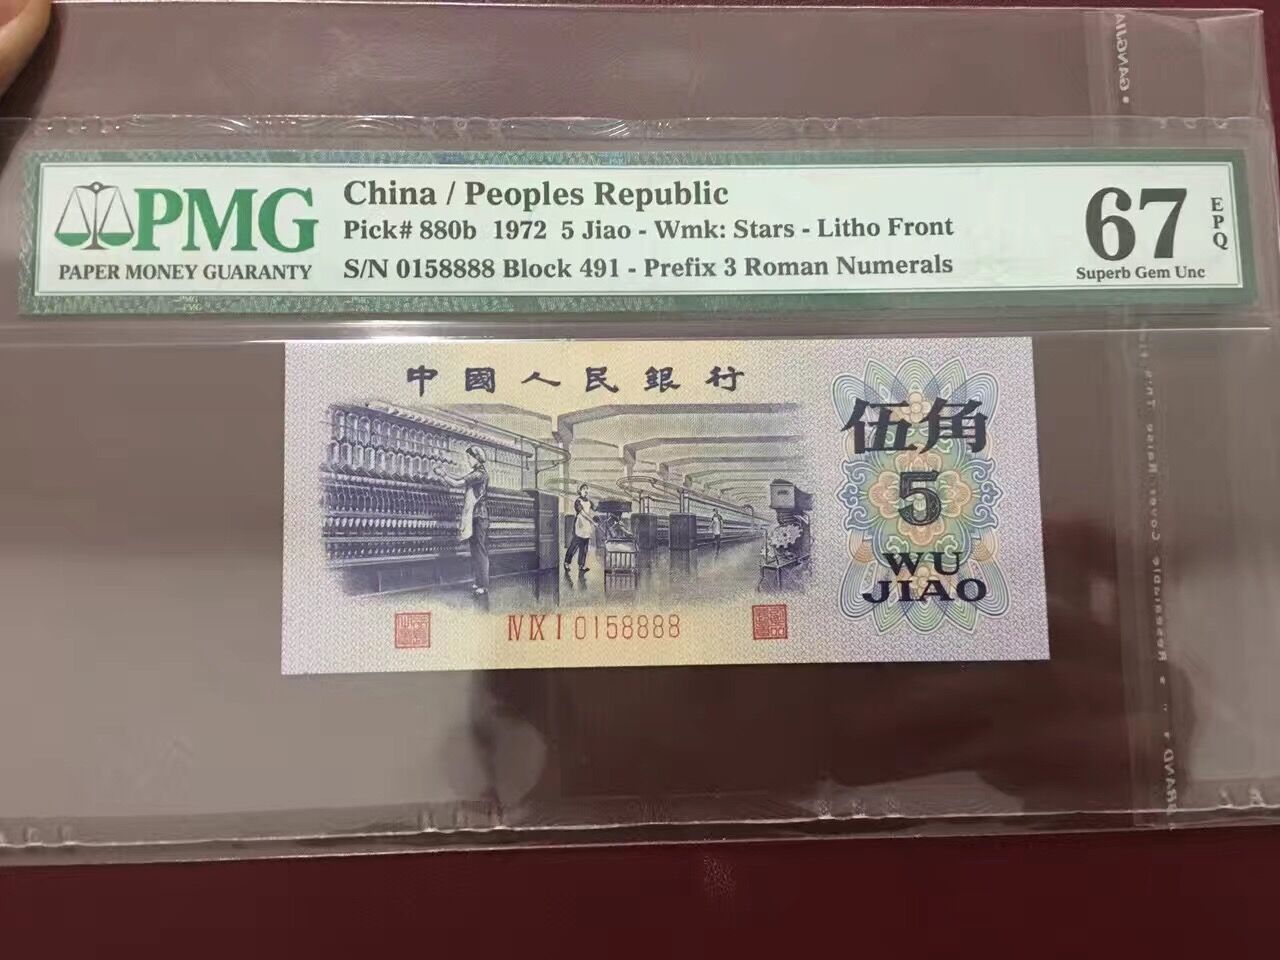 PMG
PAPER MONEY GUARANTY
China / Peoples Republic
Pick# 880b 1972 5 Jiao - Wmk: Stars - Litho Front
S/N 0158888 Block 491 - Prefix 3 Roman Numerals
67
EPQ
Superb Gem Unc
中國人民銀行
伍角
5
WU
JIAO
IV IX I 0158888